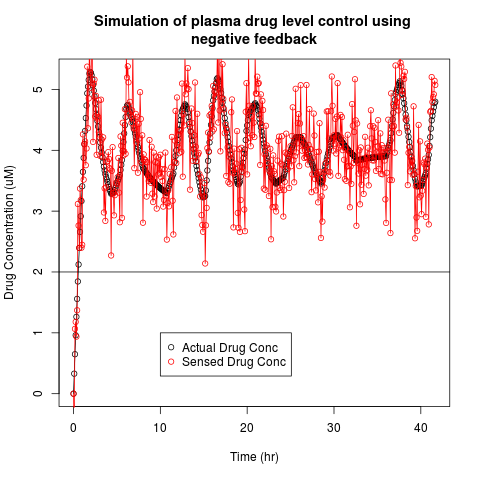 Simulation of plasma drug level control using
negative feedback
Drug Concentration (uM)
5
4
3
2
1
0
Actual Drug Conc
Sensed Drug Conc
0 10 20 30 40
Time (hr)